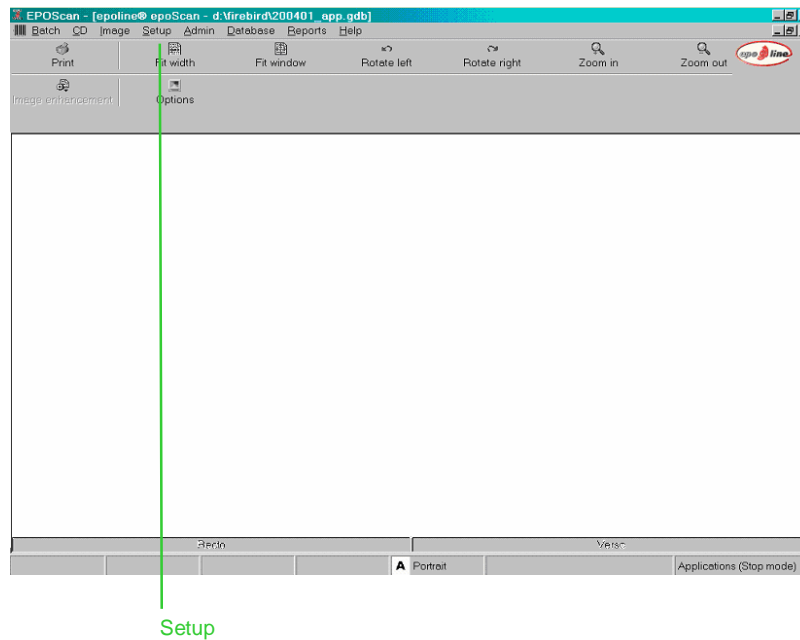 EPOScan - [epoline® epoScan - d:\firebird\200401_app.gdb]
Batch CD Image Setup Admin Database Reports Help
Print Fit width Fit window Rotate left Rotate right Zoom in Zoom out epoline
Image enhancement Options
Recto Verso
A Portrait Applications (Stop mode)
Setup